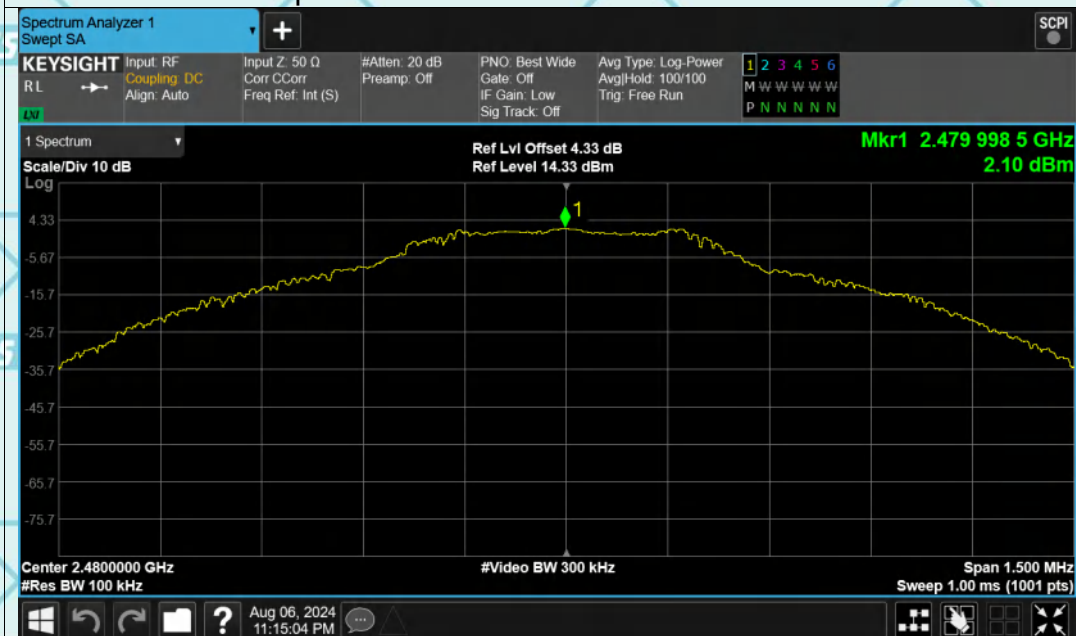 Spectrum Analyzer 1
Swept SA
+
SCPI
KEYSIGHT
RL
LXI
Input: RF
Coupling: DC
Align: Auto
Input Z: 50 Ω
Corr CCorr
Freq Ref: Int (S)
#Atten: 20 dB
Preamp: Off
PNO: Best Wide
Gate: Off
IF Gain: Low
Sig Track: Off
Avg Type: Log-Power
Avg|Hold: 100/100
Trig: Free Run
1 2 3 4 5 6
M W W W W W
P N N N N N
1 Spectrum
Scale/Div 10 dB
Log
Ref Lvl Offset 4.33 dB
Ref Level 14.33 dBm
Mkr1 2.479 998 5 GHz
2.10 dBm
1
4.33
-5.67
-15.7
-25.7
-35.7
-45.7
-55.7
-65.7
-75.7
Center 2.4800000 GHz
#Res BW 100 kHz
#Video BW 300 kHz
Span 1.500 MHz
Sweep 1.00 ms (1001 pts)
?
Aug 06, 2024
11:15:04 PM